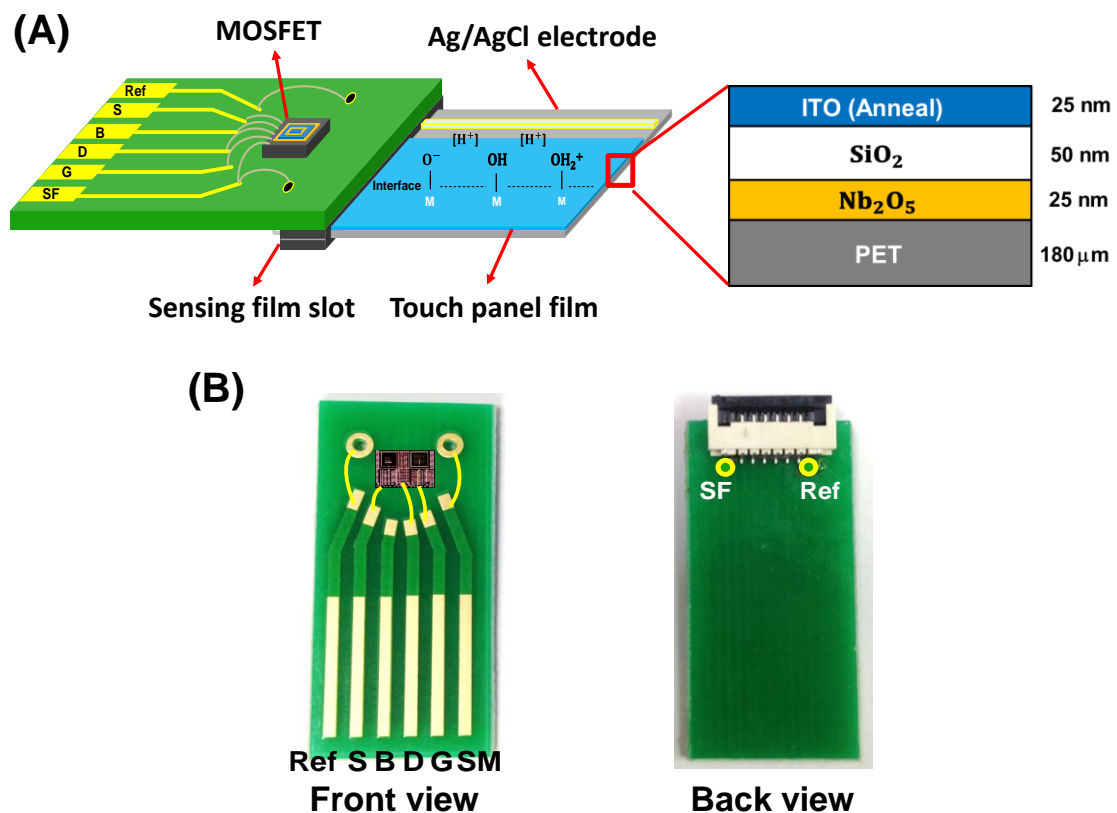 (A)
MOSFET
Ag/AgCl electrode
Ref
S
B
D
G
SF
[H⁺] [H⁺]
O⁻ OH OH₂⁺
Interface
M M M
Sensing film slot
Touch panel film
ITO (Anneal) 25 nm
SiO₂ 50 nm
Nb₂O₅ 25 nm
PET 180 μm
(B)
SF Ref
Ref S B D G SM
Front view
Back view